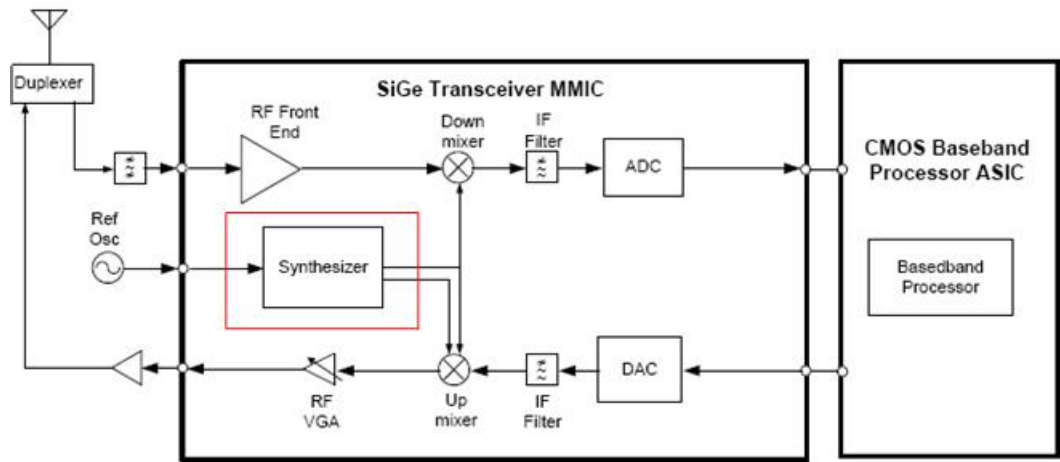 Duplexer
SiGe Transceiver MMIC
RF Front
End
Down
mixer
IF
Filter
ADC
CMOS Baseband
Processor ASIC
Ref
Osc
Synthesizer
Basedband
Processor
RF
VGA
Up
mixer
IF
Filter
DAC